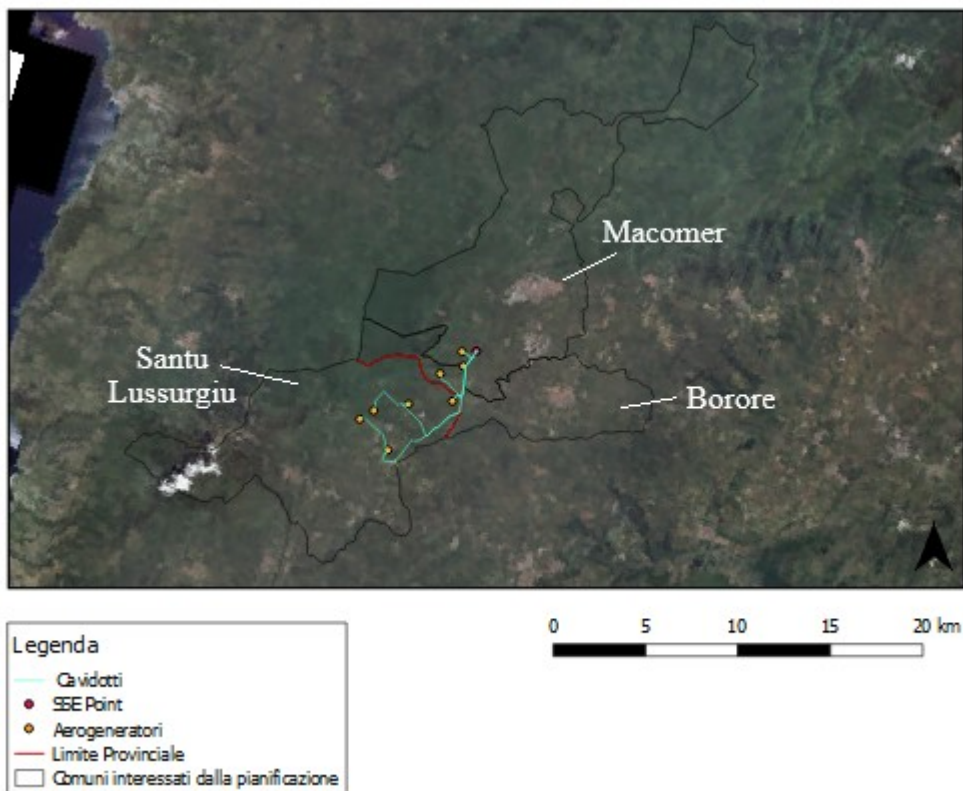 Macomer
Santu
Lussurgiu
Borore
Legenda
Cavidotti
SSE Point
Aerogeneratori
Limite Provinciale
Comuni interessati dalla pianificazione
0 5 10 15 20 km